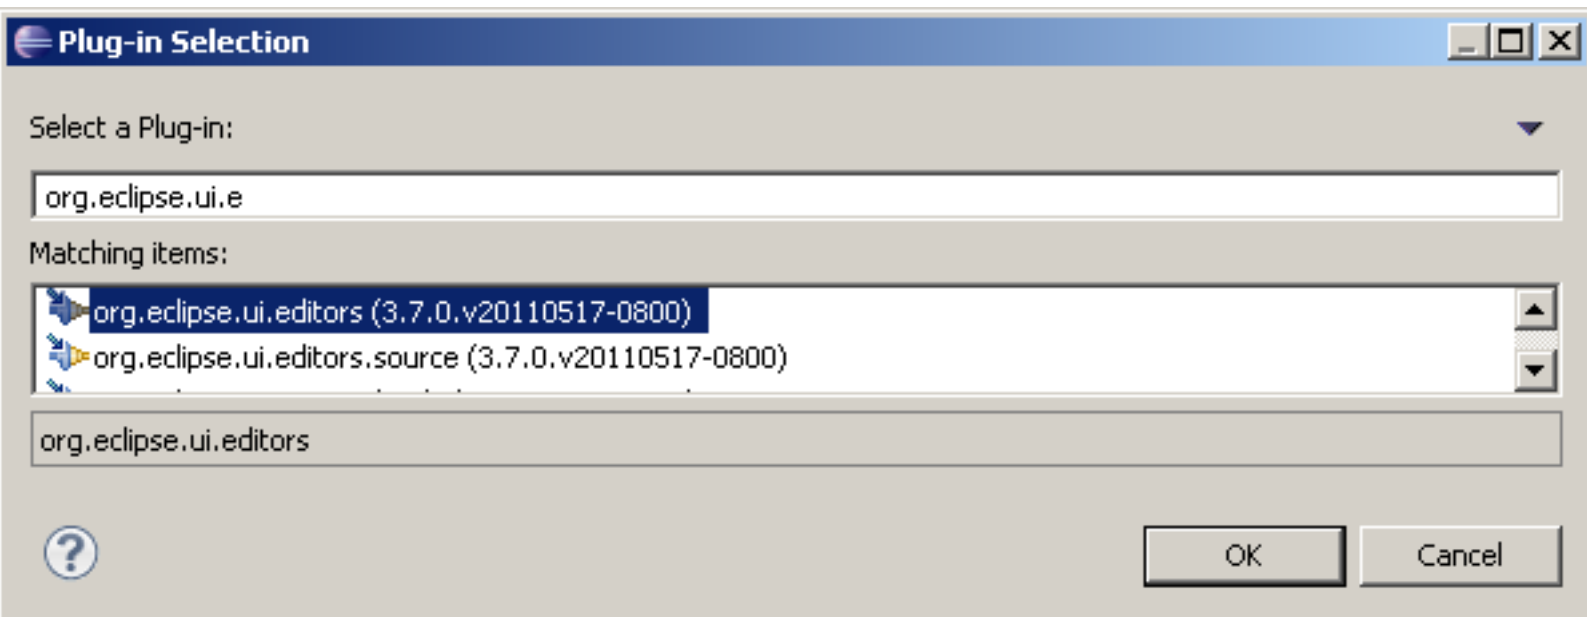 Plug-in Selection
Select a Plug-in:
org.eclipse.ui.e
Matching items:
org.eclipse.ui.editors (3.7.0.v20110517-0800)
org.eclipse.ui.editors.source (3.7.0.v20110517-0800)
org.eclipse.ui.editors
OK
Cancel